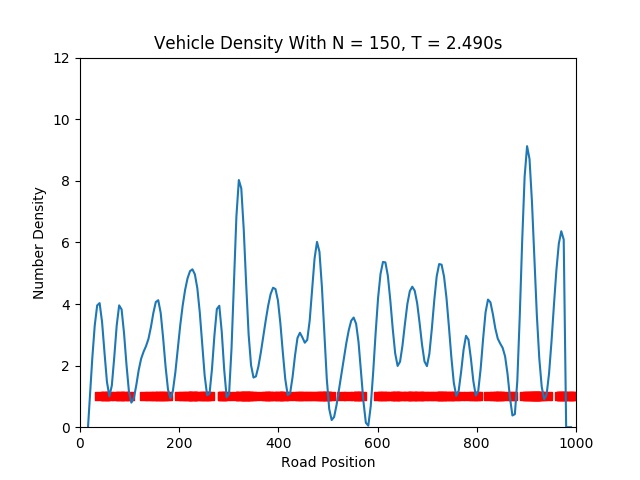 Vehicle Density With N = 150, T = 2.490s
12
10
8
6
4
2
0
Number Density
0 200 400 600 800 1000
Road Position